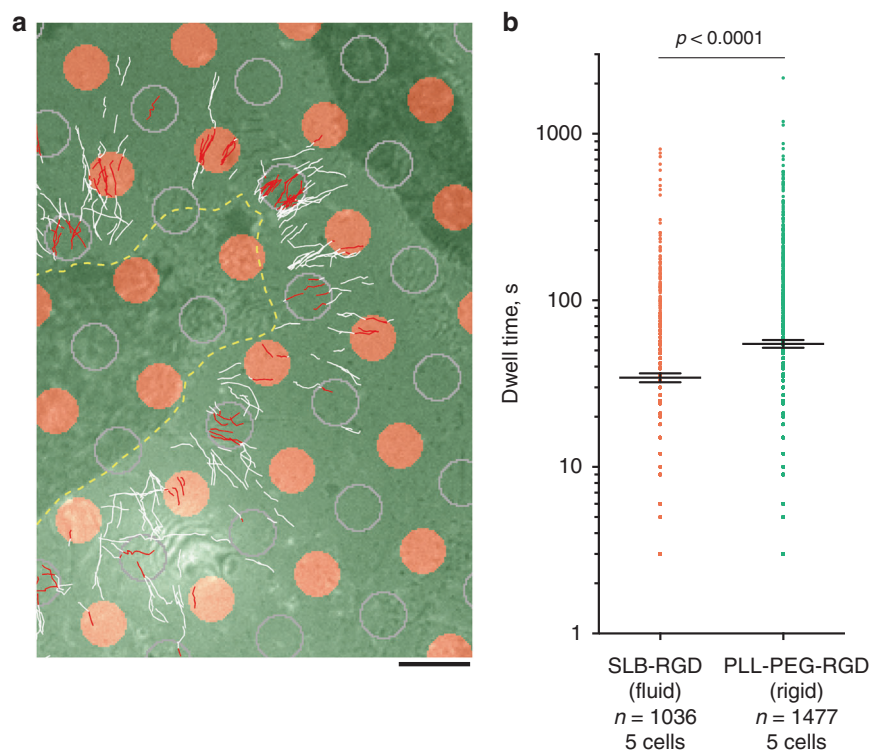 a
b
p < 0.0001
Dwell time, s
1000
100
10
1
SLB-RGD
(fluid)
n = 1036
5 cells
PLL-PEG-RGD
(rigid)
n = 1477
5 cells